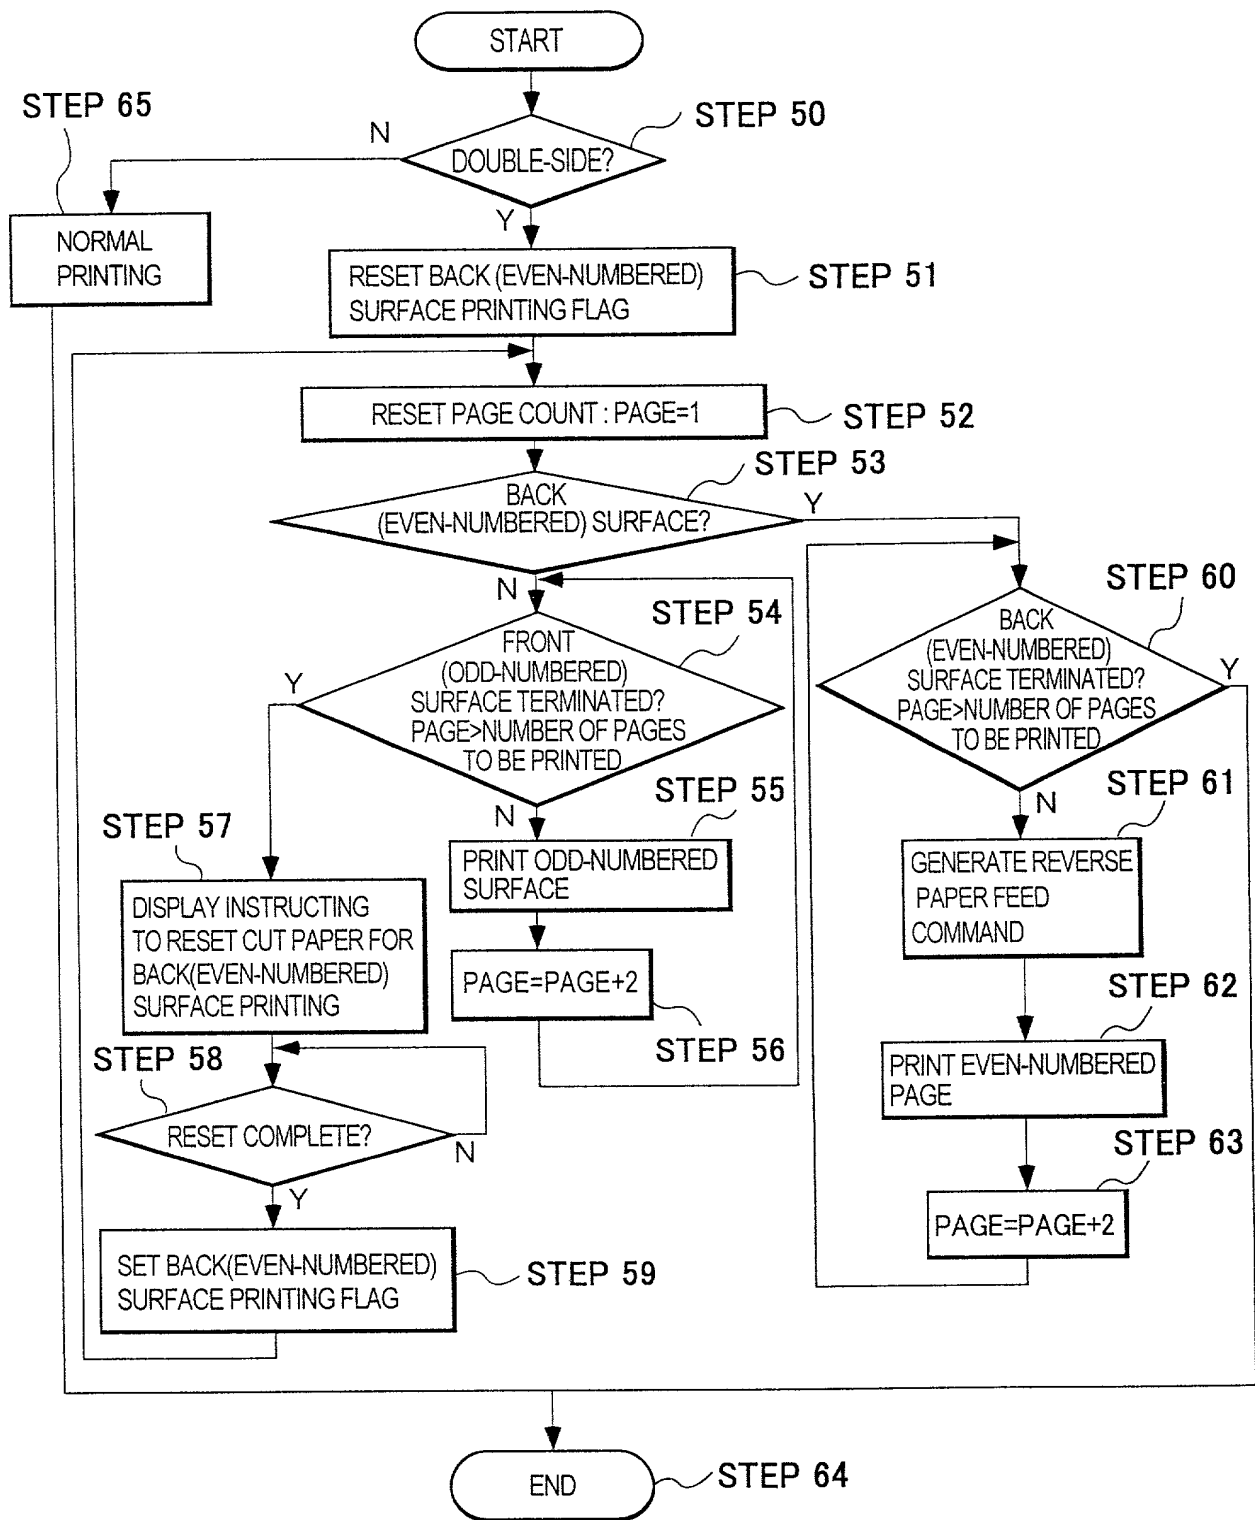 START
STEP 65
STEP 50
N
DOUBLE-SIDE?
Y
NORMAL
PRINTING
RESET BACK (EVEN-NUMBERED)
SURFACE PRINTING FLAG
STEP 51
RESET PAGE COUNT : PAGE=1
STEP 52
STEP 53
BACK
(EVEN-NUMBERED) SURFACE?
Y
N
STEP 54
FRONT
(ODD-NUMBERED)
SURFACE TERMINATED?
PAGE>NUMBER OF PAGES
TO BE PRINTED
Y
N
STEP 60
BACK
(EVEN-NUMBERED)
SURFACE TERMINATED?
PAGE>NUMBER OF PAGES
TO BE PRINTED
Y
N
STEP 55
PRINT ODD-NUMBERED
SURFACE
PAGE=PAGE+2
STEP 56
STEP 57
DISPLAY INSTRUCTING
TO RESET CUT PAPER FOR
BACK(EVEN-NUMBERED)
SURFACE PRINTING
STEP 58
RESET COMPLETE?
N
Y
SET BACK(EVEN-NUMBERED)
SURFACE PRINTING FLAG
STEP 59
STEP 61
GENERATE REVERSE
PAPER FEED
COMMAND
STEP 62
PRINT EVEN-NUMBERED
PAGE
STEP 63
PAGE=PAGE+2
END
STEP 64